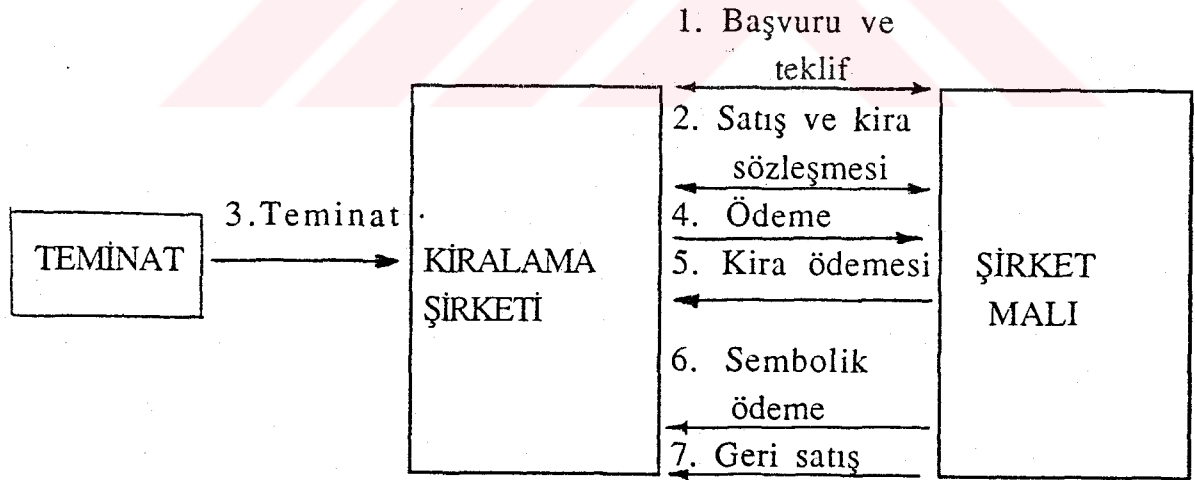 1. Başvuru ve
teklif
2. Satış ve kira
sözleşmesi
3.Teminat
4. Ödeme
TEMİNAT
KİRALAMA
ŞİRKETİ
5. Kira ödemesi
ŞİRKET
MALI
6. Sembolik
ödeme
7. Geri satış